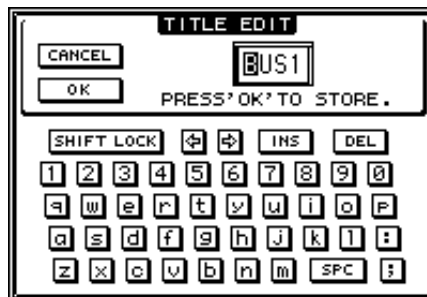 TITLE EDIT
CANCEL
BUS1
OK
PRESS'OK'TO STORE.
SHIFT LOCK INS DEL
1 2 3 4 5 6 7 8 9 0
q w e r t y u i o p
a s d f g h j k l :
z x c v b n m SPC ;